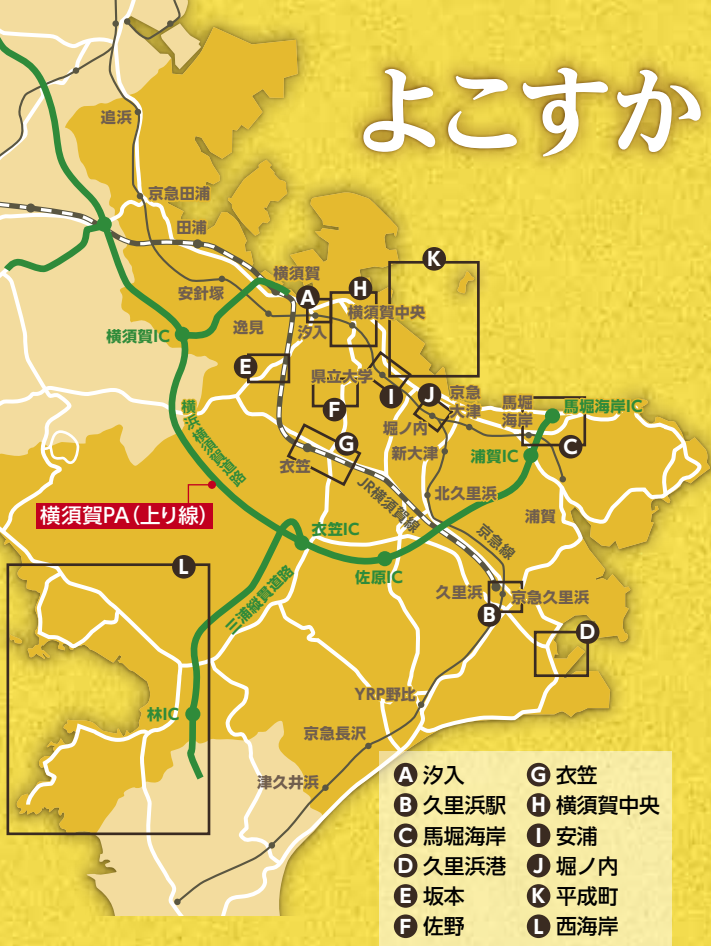 よこすか
追浜
京急田浦
田浦
K
横須賀
安針塚
A
H
横須賀中央
逸見
汐入
横須賀IC
E
県立大学
F
I
J
京急
大津
馬堀
海岸
馬堀海岸IC
横浜横須賀道路
堀ノ内
G
新大津
C
浦賀IC
衣笠
JR横須賀線
北久里浜
横須賀PA（上り線）
浦賀
衣笠IC
京急線
佐原IC
L
三浦縦貫道路
久里浜
京急久里浜
B
D
YRP野比
林IC
京急長沢
津久井浜
A 汐入
B 久里浜駅
C 馬堀海岸
D 久里浜港
E 坂本
F 佐野
G 衣笠
H 横須賀中央
I 安浦
J 堀ノ内
K 平成町
L 西海岸